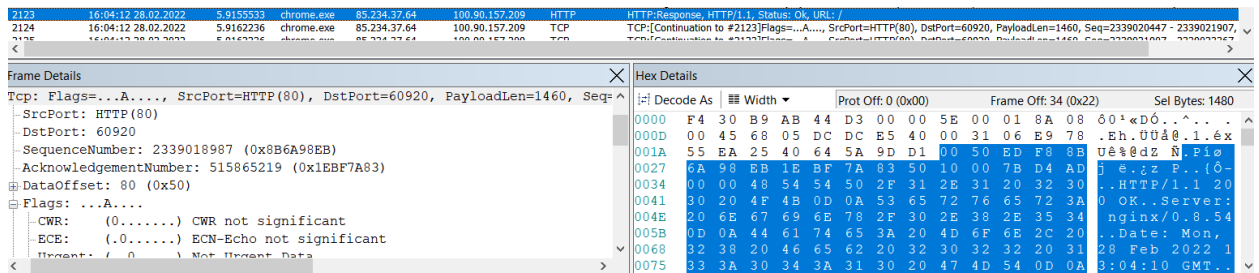 2123 16:04:12 28.02.2022 5.9155533 chrome.exe 85.234.37.64 100.90.157.209 HTTP HTTP:Response, HTTP/1.1, Status: Ok, URL: /
2124 16:04:12 28.02.2022 5.9162236 chrome.exe 85.234.37.64 100.90.157.209 TCP TCP:[Continuation to #2123]Flags=...A...., SrcPort=HTTP(80), DstPort=60920, PayloadLen=1460, Seq=2339020447 - 2339021907,
Frame Details
Tcp: Flags=...A...., SrcPort=HTTP(80), DstPort=60920, PayloadLen=1460, Seq=
SrcPort: HTTP(80)
DstPort: 60920
SequenceNumber: 2339018987 (0x8B6A98EB)
AcknowledgementNumber: 515865219 (0x1EBF7A83)
DataOffset: 80 (0x50)
Flags: ...A....
CWR: (0.......) CWR not significant
ECE: (.0......) ECN-Echo not significant
Urgent: (..0.....) Not Urgent Data
Hex Details
Decode As Width Prot Off: 0 (0x00) Frame Off: 34 (0x22) Sel Bytes: 1480
0000 F4 30 B9 AB 44 D3 00 00 5E 00 01 8A 08 ô0¹«DÓ..^.. .
000D 00 45 68 05 DC DC E5 40 00 31 06 E9 78 .Eh.ÜÜå@.1.éx
001A 55 EA 25 40 64 5A 9D D1 00 50 ED F8 8B Uê%@dZ Ñ.Píø
0027 6A 98 EB 1E BF 7A 83 50 10 00 7B D4 AD j ë.¿z P..{Ô-
0034 00 00 48 54 54 50 2F 31 2E 31 20 32 30 ..HTTP/1.1 20
0041 30 20 4F 4B 0D 0A 53 65 72 76 65 72 3A 0 OK..Server:
004E 20 6E 67 69 6E 78 2F 30 2E 38 2E 35 34 nginx/0.8.54
005B 0D 0A 44 61 74 65 3A 20 4D 6F 6E 2C 20 ..Date: Mon,
0068 32 38 20 46 65 62 20 32 30 32 32 20 31 28 Feb 2022 1
0075 33 3A 30 34 3A 31 30 20 47 4D 54 0D 0A 3:04:10 GMT..